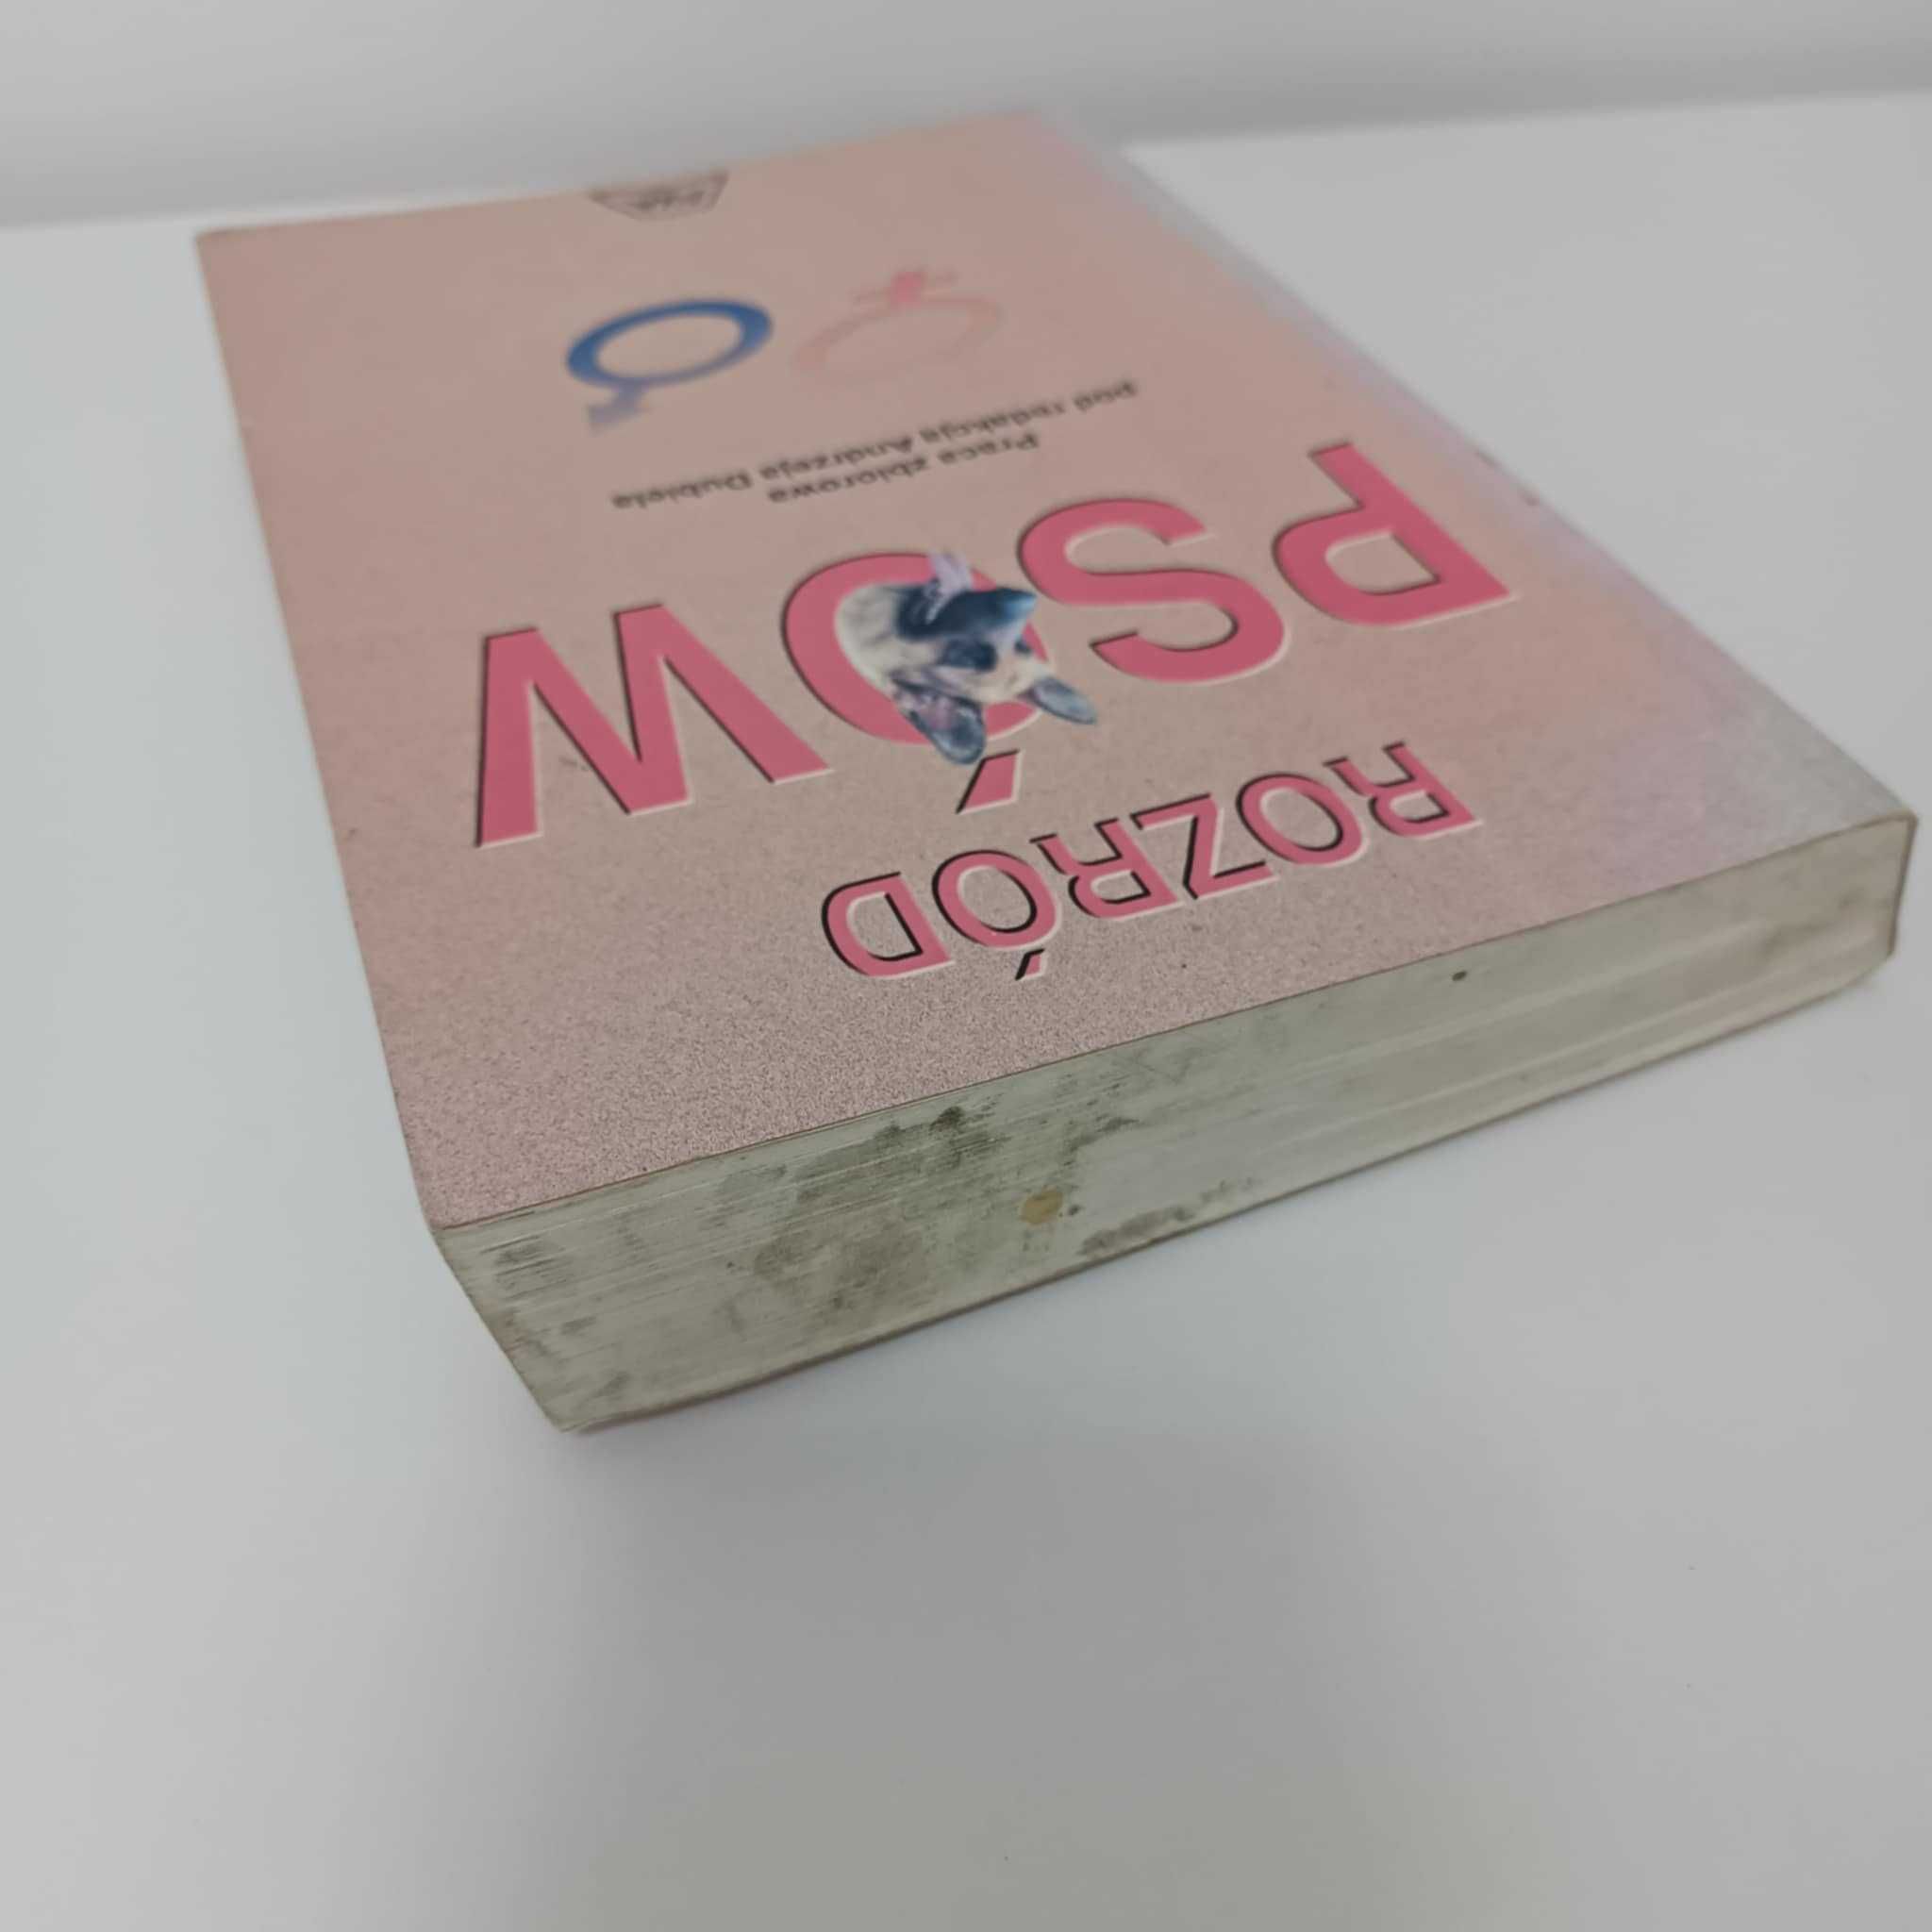 ROZRÓD
PSÓW
Praca zbiorowa
pod redakcją Andrzeja Dubiela